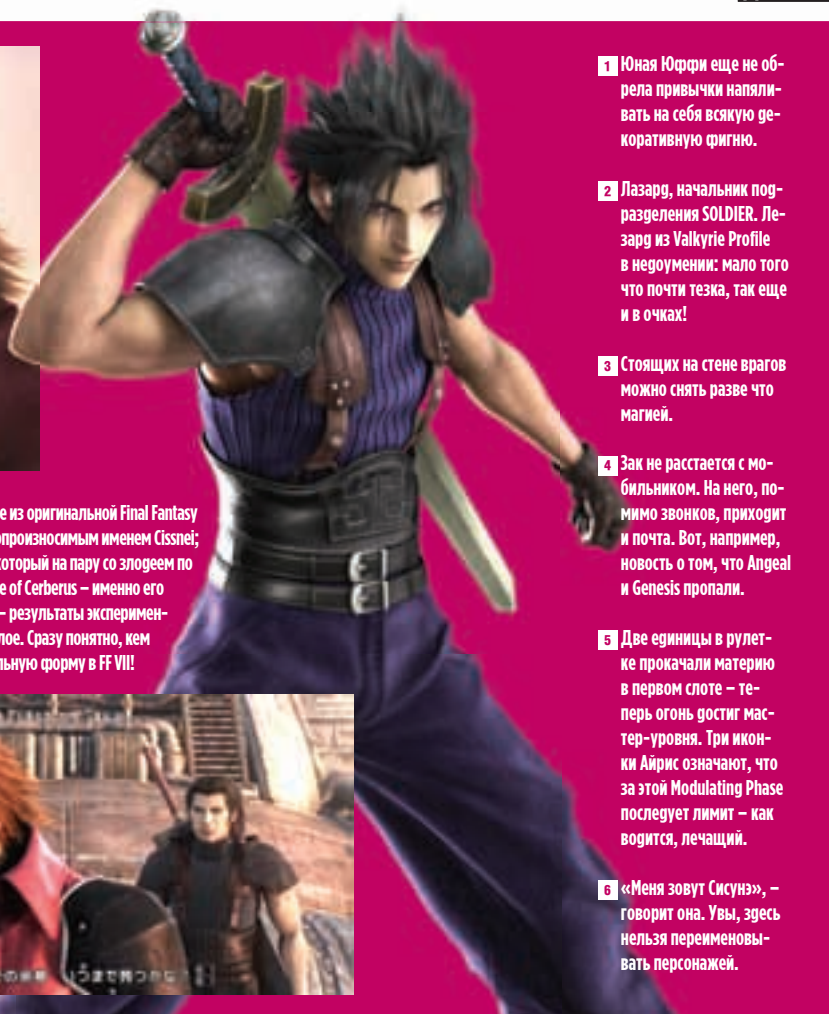 1 Юная Юффи еще не об-
рела привычки напяли-
вать на себя всякую де-
коративную фигню.
2 Лазард, начальник под-
разделения SOLDIER. Ле-
зард из Valkyrie Profile
в недоумении: мало того
что почти тезка, так еще
и в очках!
3 Стоящих на стене врагов
можно снять разве что
магией.
4 Зак не расстается с мо-
бильником. На него, по-
мимо звонков, приходит
и почта. Вот, например,
новость о том, что Angeal
и Genesis пропали.
5 Две единицы в рулет-
ке прокачали материю
в первом слоте – те-
перь огонь достиг мас-
тер-уровня. Три икон-
ки Айрис означают, что
за этой Modulating Phase
последует лимит – как
водится, лечащий.
6 «Меня зовут Сисунэ», –
говорит она. Увы, здесь
нельзя переименовы-
вать персонажей.
е из оригинальной Final Fantasy
опроизносимым именем Cissnei;
который на пару со злодеем по
e of Cerberus – именно его
– результаты эксперимен-
лое. Сразу понятно, кем
льную форму в FF VII!